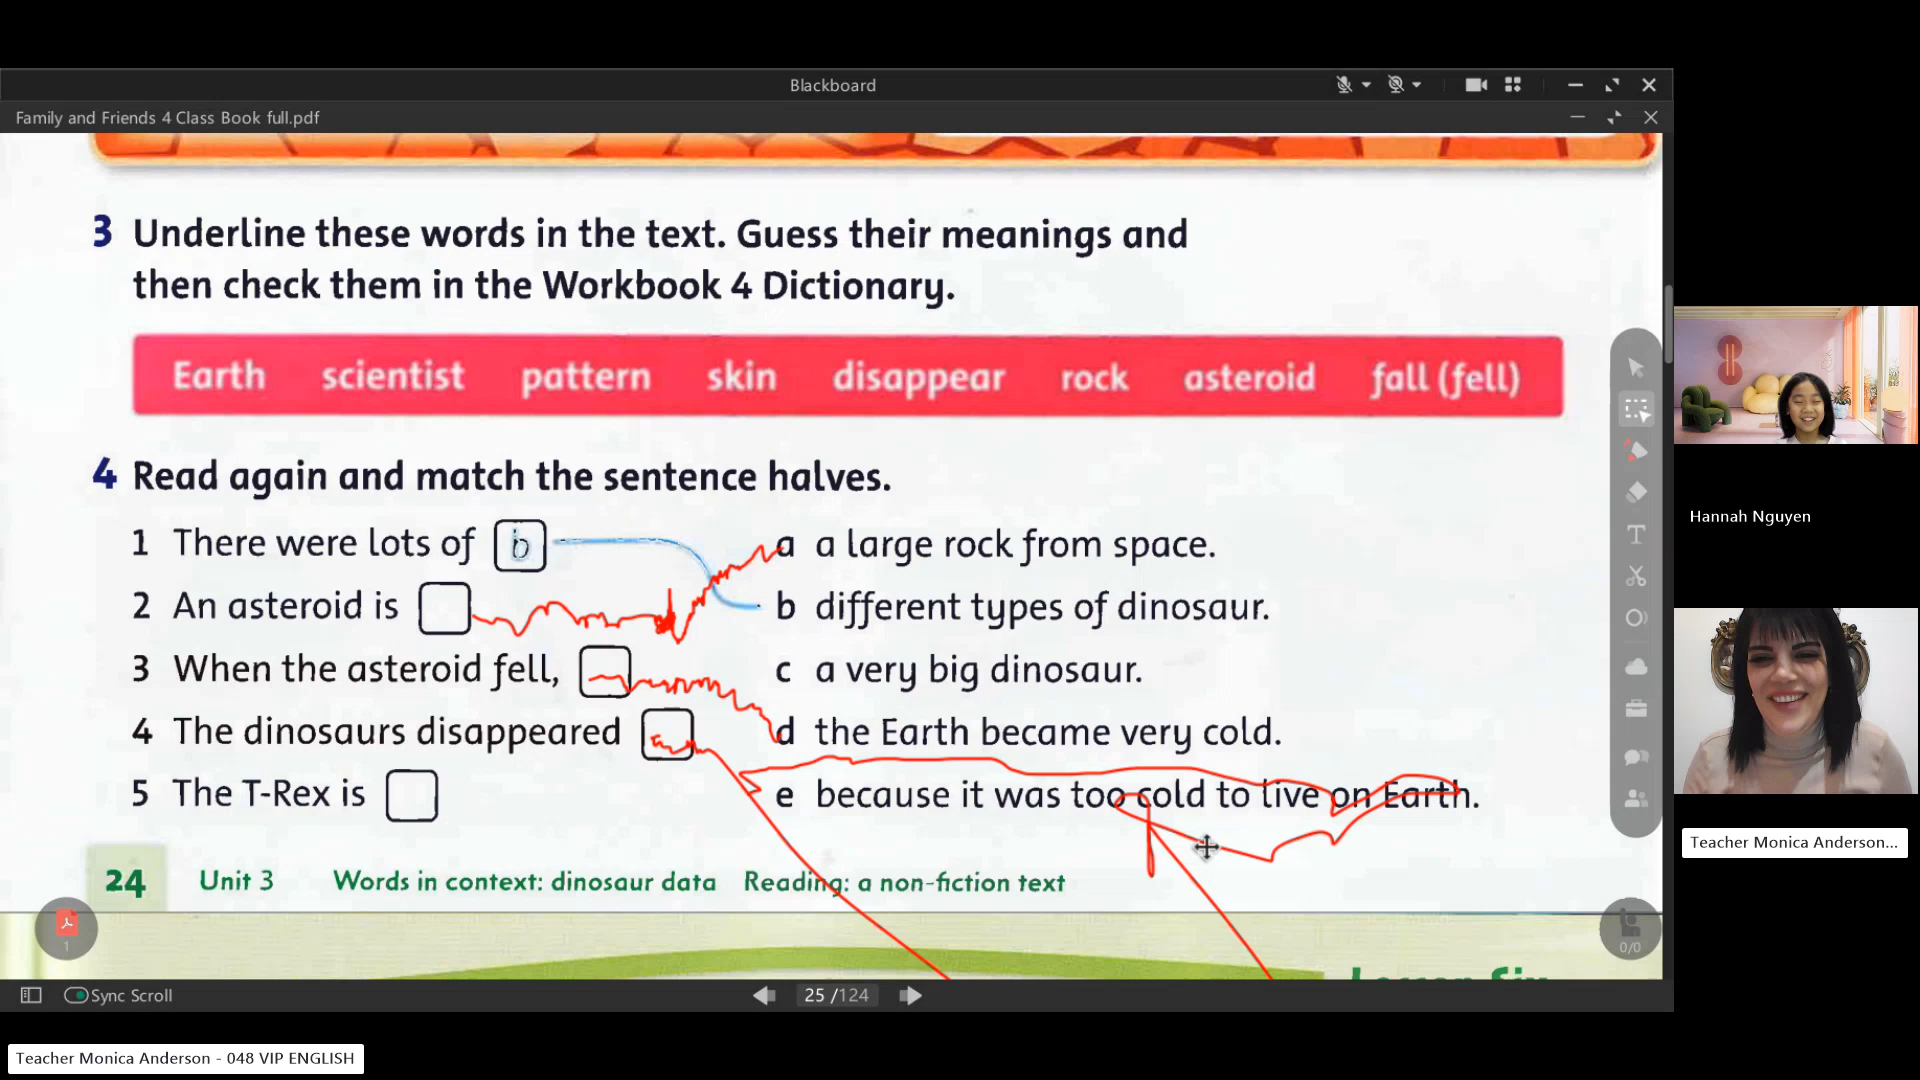 Blackboard
Family and Friends 4 Class Book full.pdf
3 Underline these words in the text. Guess their meanings and
then check them in the Workbook 4 Dictionary.
Earth scientist pattern skin disappear rock asteroid fall (fell)
4 Read again and match the sentence halves.
1 There were lots of b
a a large rock from space.
2 An asteroid is
b different types of dinosaur.
3 When the asteroid fell,
c a very big dinosaur.
4 The dinosaurs disappeared
d the Earth became very cold.
5 The T-Rex is
e because it was too cold to live on Earth.
24 Unit 3 Words in context: dinosaur data Reading: a non-fiction text
1
0/0
Lesson Six
Sync Scroll
25 /124
Hannah Nguyen
Teacher Monica Anderson...
Teacher Monica Anderson - 048 VIP ENGLISH